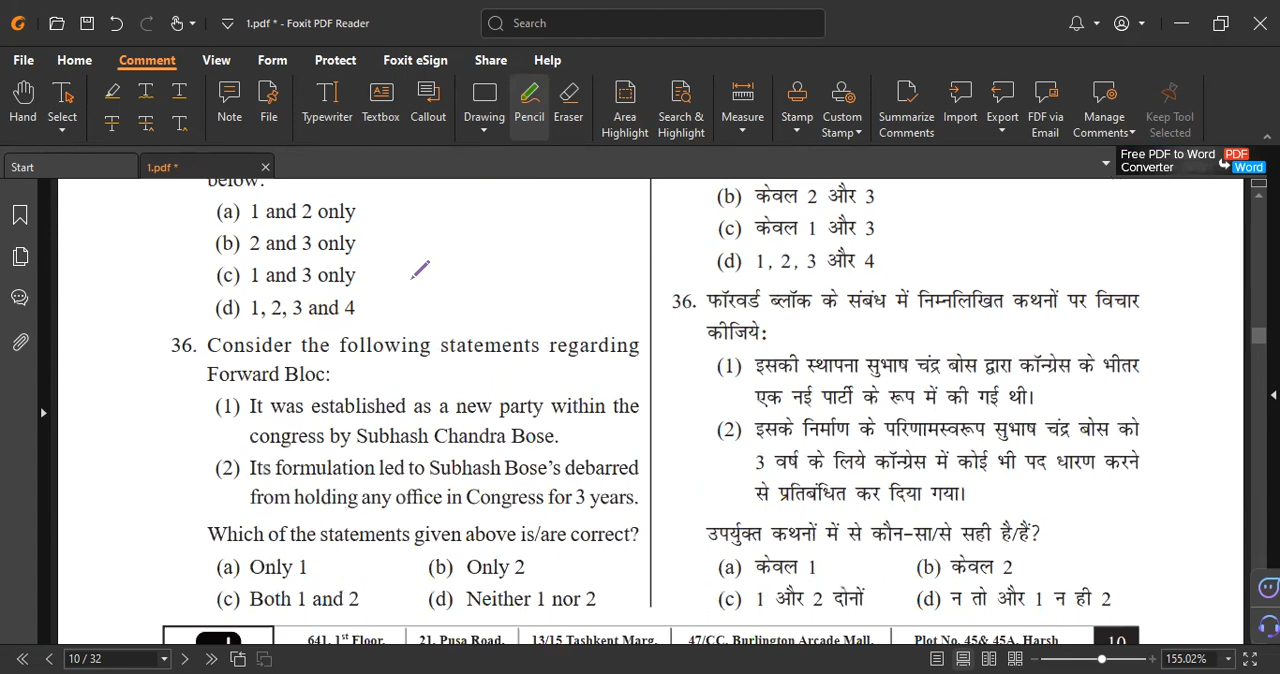 1.pdf * - Foxit PDF Reader
Search
File Home Comment View Form Protect Foxit eSign Share Help
Hand Select Note File Typewriter Textbox Callout Drawing Pencil Eraser Area Highlight Search & Highlight Measure Stamp Custom Stamp Summarize Comments Import Export FDF via Email Manage Comments Keep Tool Selected
Start 1.pdf *
Free PDF to Word Converter PDF Word
below:
(a) 1 and 2 only
(b) 2 and 3 only
(c) 1 and 3 only
(d) 1, 2, 3 and 4
36. Consider the following statements regarding
Forward Bloc:
(1) It was established as a new party within the
congress by Subhash Chandra Bose.
(2) Its formulation led to Subhash Bose's debarred
from holding any office in Congress for 3 years.
Which of the statements given above is/are correct?
(a) Only 1 (b) Only 2
(c) Both 1 and 2 (d) Neither 1 nor 2
(b) केवल 2 और 3
(c) केवल 1 और 3
(d) 1, 2, 3 और 4
36. फॉरवर्ड ब्लॉक के संबंध में निम्नलिखित कथनों पर विचार
कीजिये:
(1) इसकी स्थापना सुभाष चंद्र बोस द्वारा कॉन्ग्रेस के भीतर
एक नई पार्टी के रूप में की गई थी।
(2) इसके निर्माण के परिणामस्वरूप सुभाष चंद्र बोस को
3 वर्ष के लिये कॉन्ग्रेस में कोई भी पद धारण करने
से प्रतिबंधित कर दिया गया।
उपर्युक्त कथनों में से कौन-सा/से सही है/हैं?
(a) केवल 1 (b) केवल 2
(c) 1 और 2 दोनों (d) न तो और 1 न ही 2
641, 1st Floor, 21, Pusa Road, 13/15 Tashkent Marg, 47/CC, Burlington Arcade Mall, Plot No. 45& 45A, Harsh 10
10 / 32 155.02%